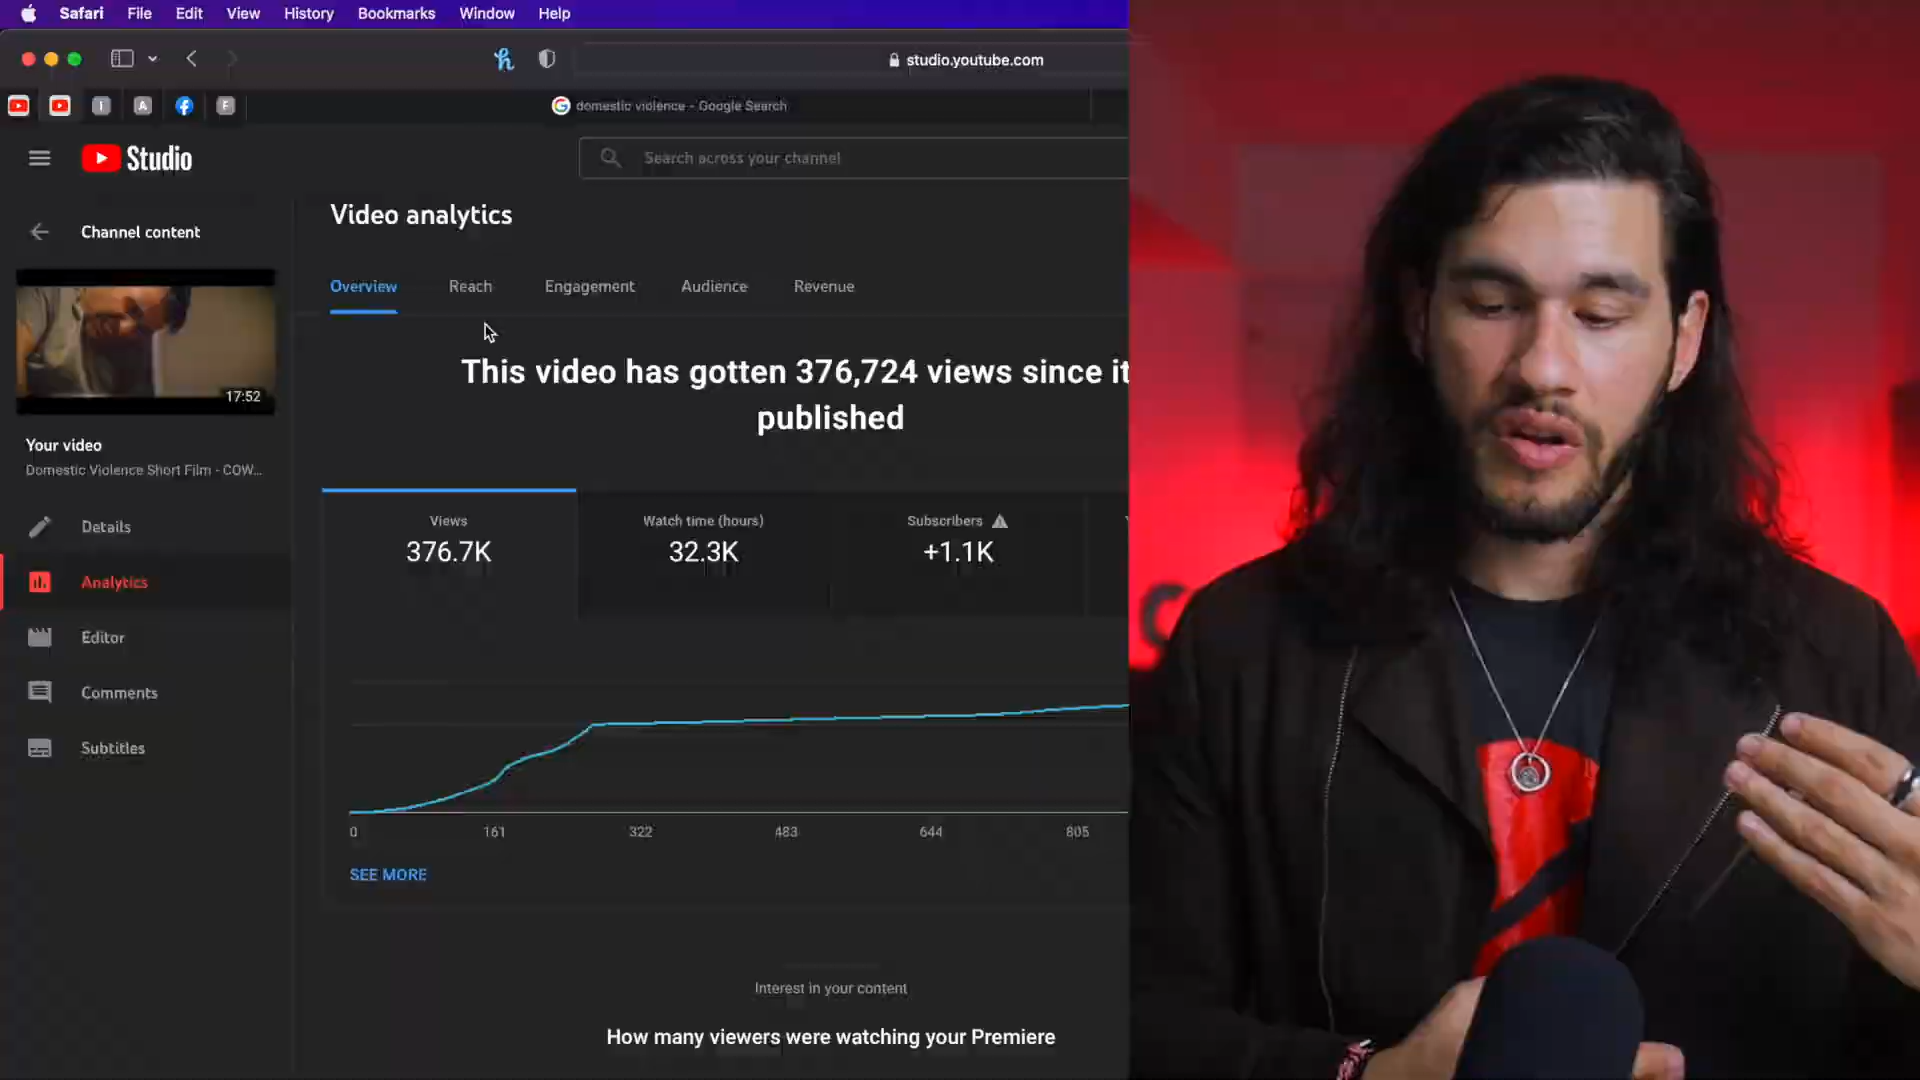 Safari File Edit View History Bookmarks Window Help
studio.youtube.com
I A F domestic violence - Google Search
Studio
Search across your channel
Channel content
Video analytics
Overview Reach Engagement Audience Revenue
17:52
This video has gotten 376,724 views since it
published
Your video
Domestic Violence Short Film - COW...
Details
Analytics
Editor
Comments
Subtitles
Views
376.7K
Watch time (hours)
32.3K
Subscribers
+1.1K
0 161 322 483 644 805
SEE MORE
Interest in your content
How many viewers were watching your Premiere